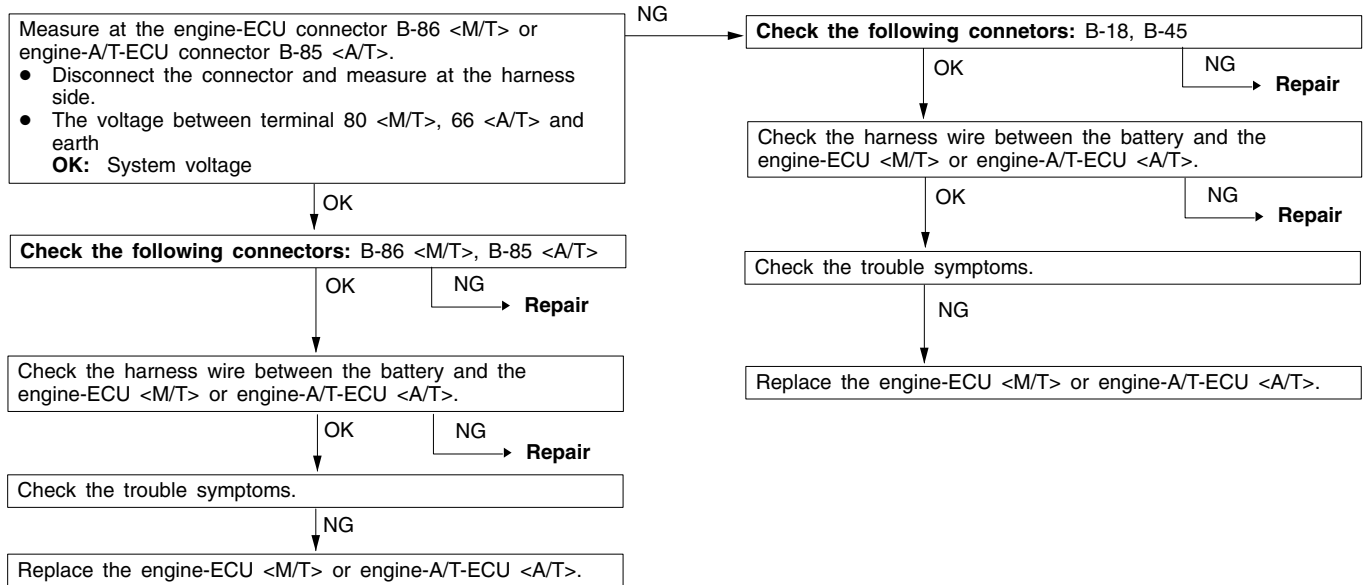 Measure at the engine-ECU connector B-86 <M/T> or
engine-A/T-ECU connector B-85 <A/T>.
● Disconnect the connector and measure at the harness
side.
● The voltage between terminal 80 <M/T>, 66 <A/T> and
earth
OK: System voltage
OK
Check the following connectors: B-86 <M/T>, B-85 <A/T>
OK
NG
Repair
Check the harness wire between the battery and the
engine-ECU <M/T> or engine-A/T-ECU <A/T>.
OK
NG
Repair
Check the trouble symptoms.
NG
Replace the engine-ECU <M/T> or engine-A/T-ECU <A/T>.
NG
Check the following connetors: B-18, B-45
OK
NG
Repair
Check the harness wire between the battery and the
engine-ECU <M/T> or engine-A/T-ECU <A/T>.
OK
NG
Repair
Check the trouble symptoms.
NG
Replace the engine-ECU <M/T> or engine-A/T-ECU <A/T>.